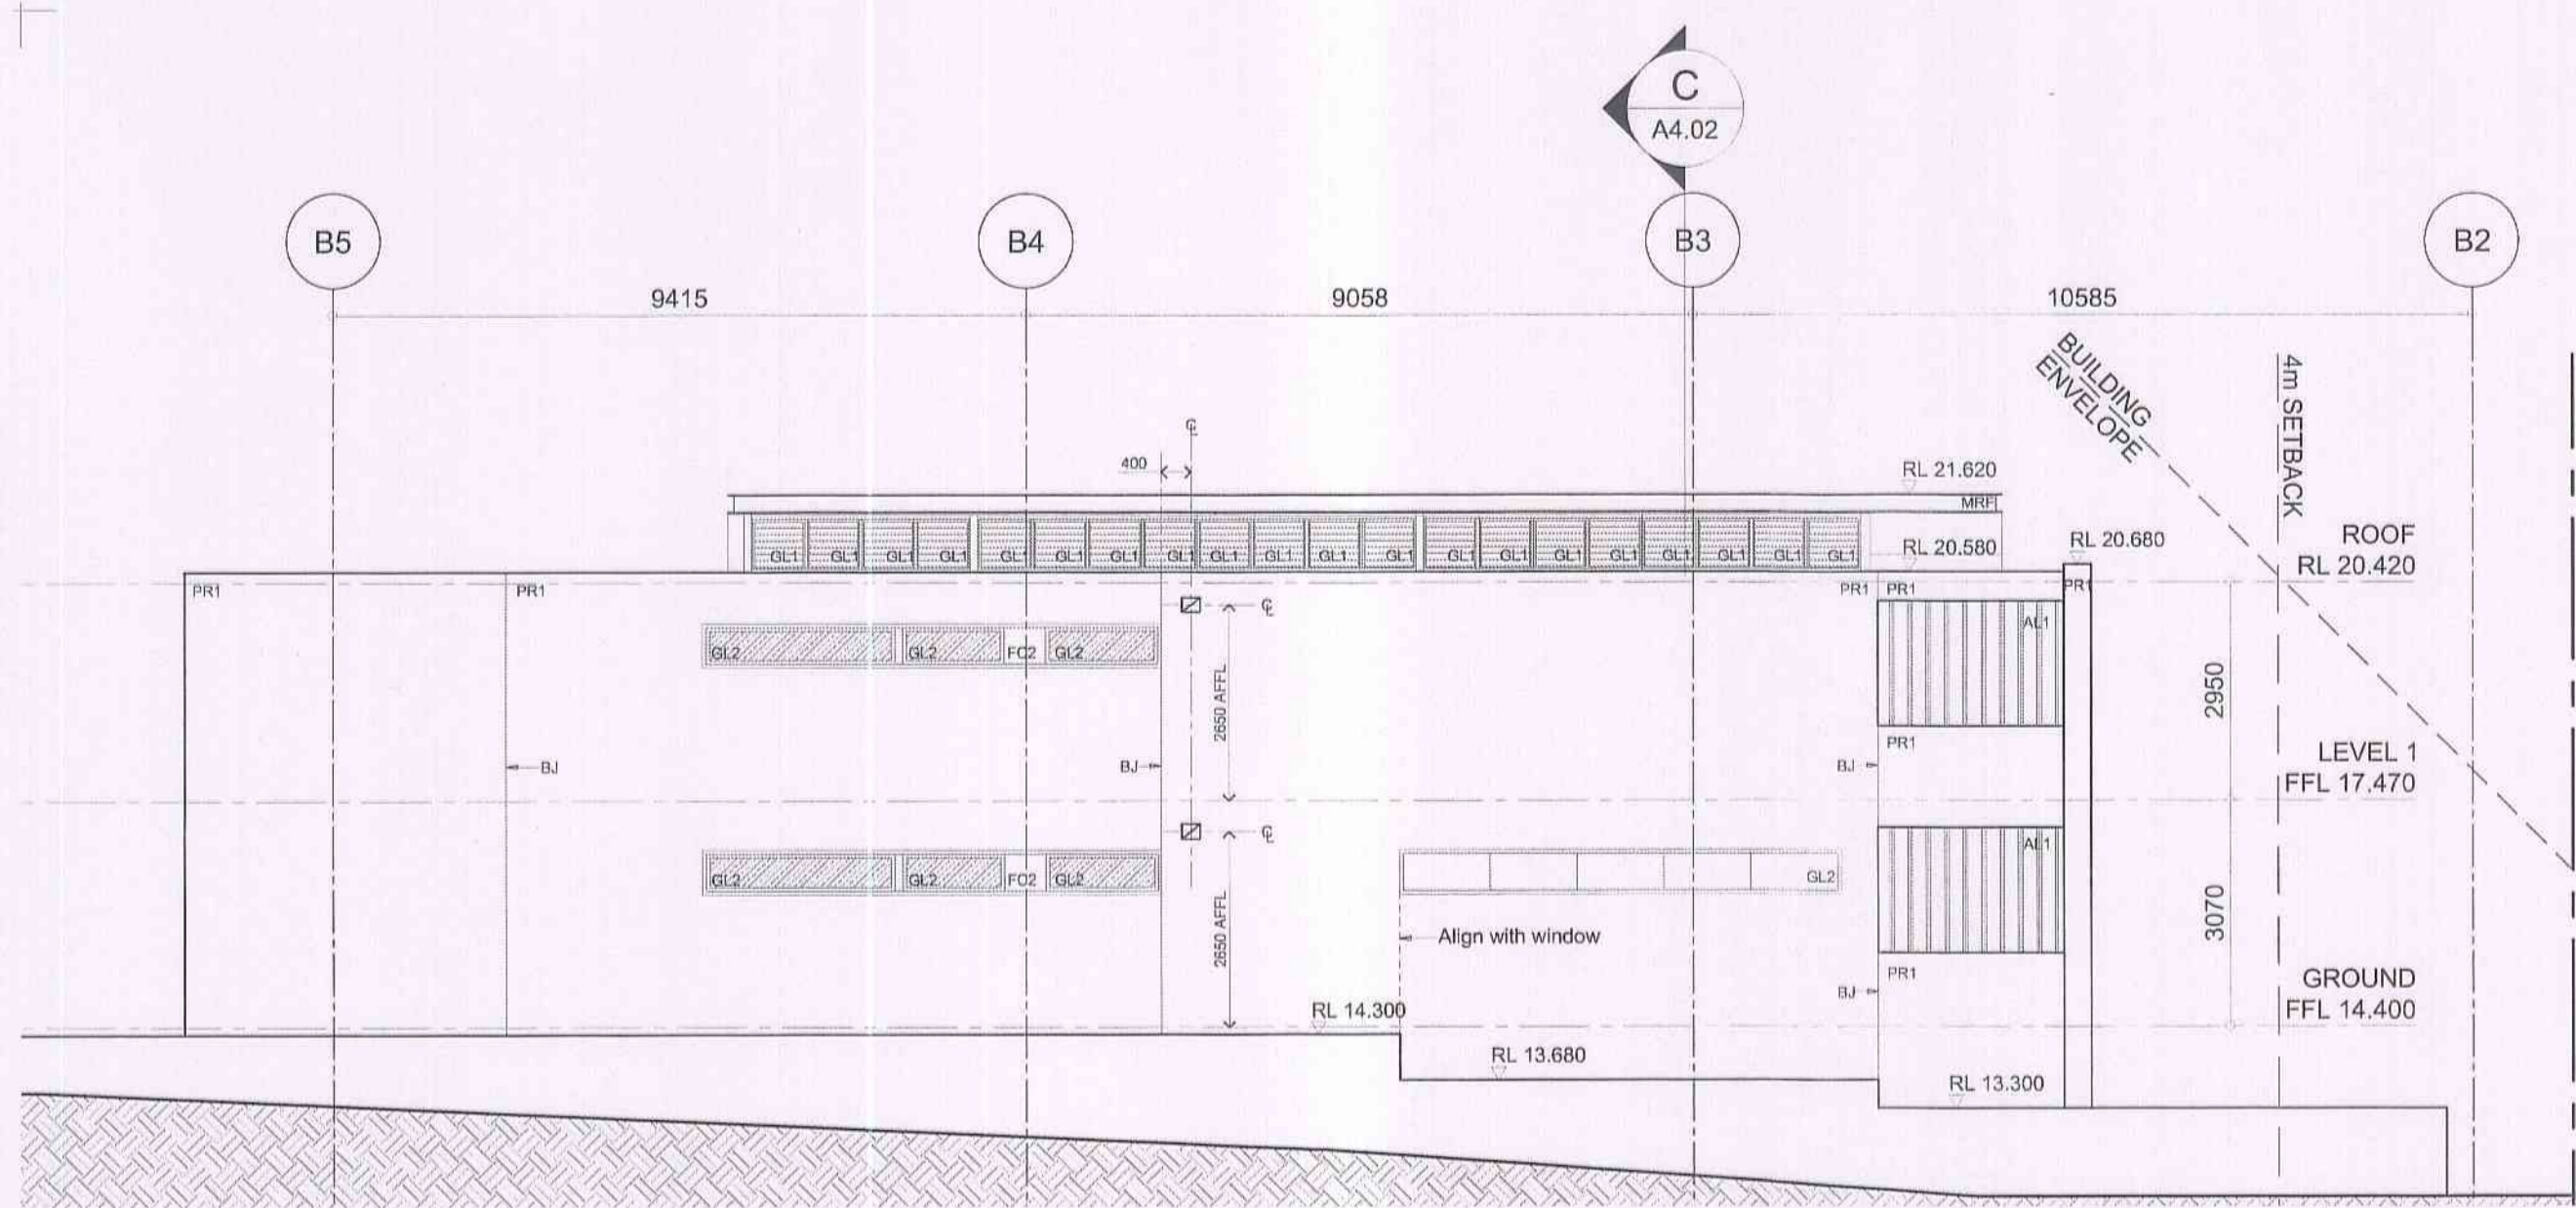 C
A4.02
B5
B4
B3
B2
9415
9058
10585
BUILDING
ENVELOPE
4m SETBACK
℄
400
RL 21.620
MRF
GL1 GL1 GL1 GL1 GL1 GL1 GL1 GL1 GL1 GL1 GL1 GL1 GL1 GL1 GL1 GL1 GL1 GL1 GL1 GL1
RL 20.580
RL 20.680
ROOF
RL 20.420
PR1
PR1
PR1
PR1
PR1
℄
AL1
GL2
GL2
FC2
GL2
2650 AFFL
2950
PR1
BJ
BJ
BJ
LEVEL 1
FFL 17.470
℄
AL1
GL2
GL2
FC2
GL2
GL2
2650 AFFL
3070
Align with window
PR1
BJ
GROUND
FFL 14.400
RL 14.300
RL 13.680
RL 13.300